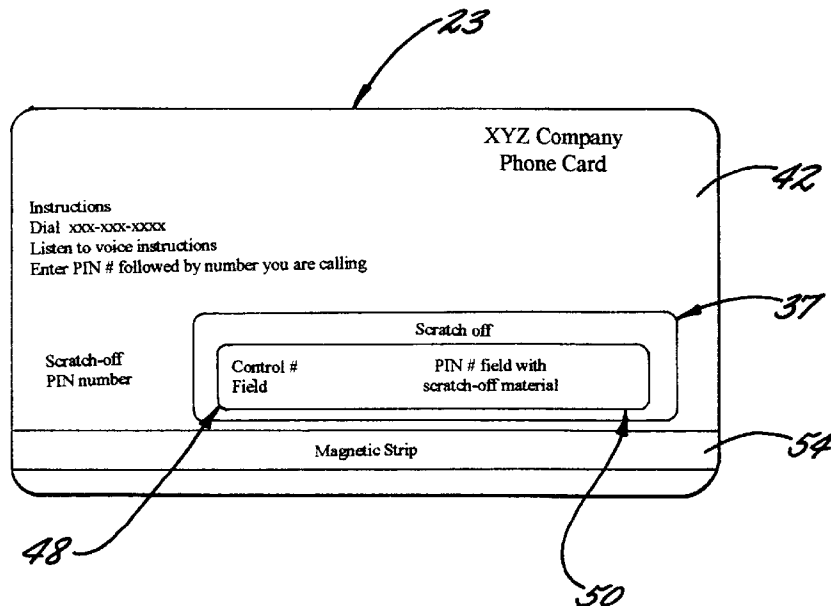 23
XYZ Company
Phone Card
42
Instructions
Dial xxx-xxx-xxxx
Listen to voice instructions
Enter PIN # followed by number you are calling
37
Scratch off
Scratch-off
PIN number
Control #
Field
PIN # field with
scratch-off material
Magnetic Strip
54
48
50